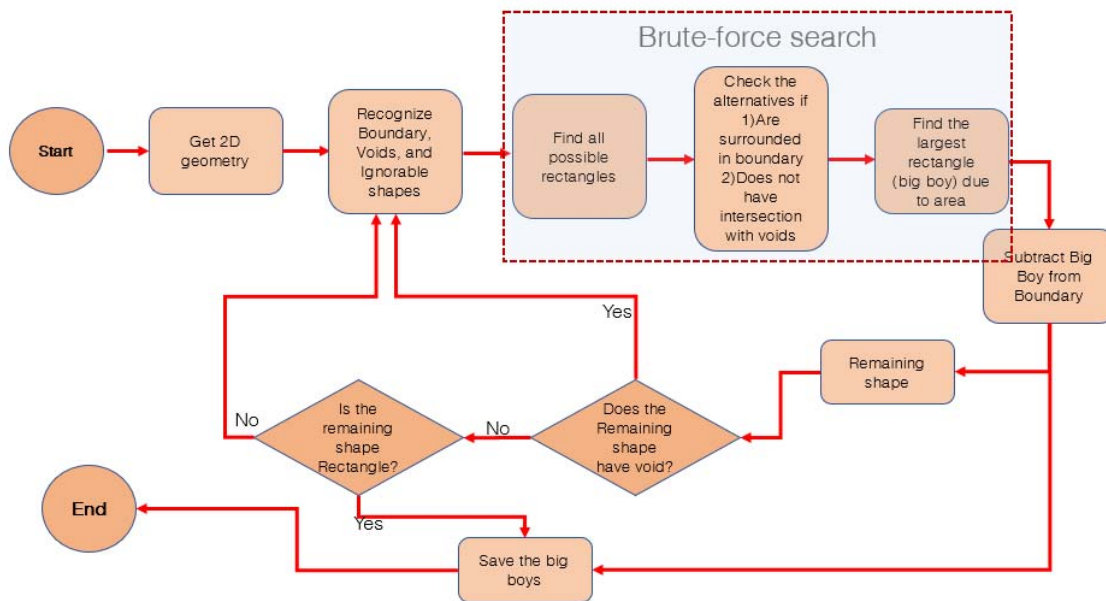 Brute-force search
Start
Get 2D
geometry
Recognize
Boundary,
Voids, and
Ignorable
shapes
Find all
possible
rectangles
Check the
alternatives if
1)Are
surrounded
in boundary
2)Does not
have
intersection
with voids
Find the
largest
rectangle
(big boy) due
to area
Subtract Big
Boy from
Boundary
Remaining
shape
Does the
Remaining
shape
have void?
Yes
No
Is the
remaining
shape
Rectangle?
No
Yes
Save the big
boys
End